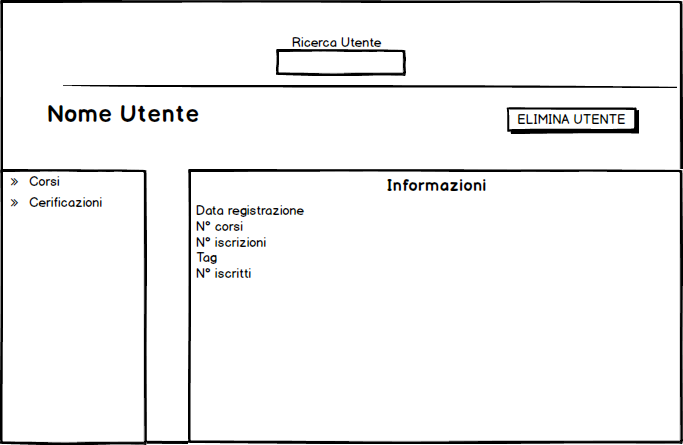 Ricerca Utente
Nome Utente
ELIMINA UTENTE
Corsi
Cerificazioni
Informazioni
Data registrazione
N° corsi
N° iscrizioni
Tag
N° iscritti